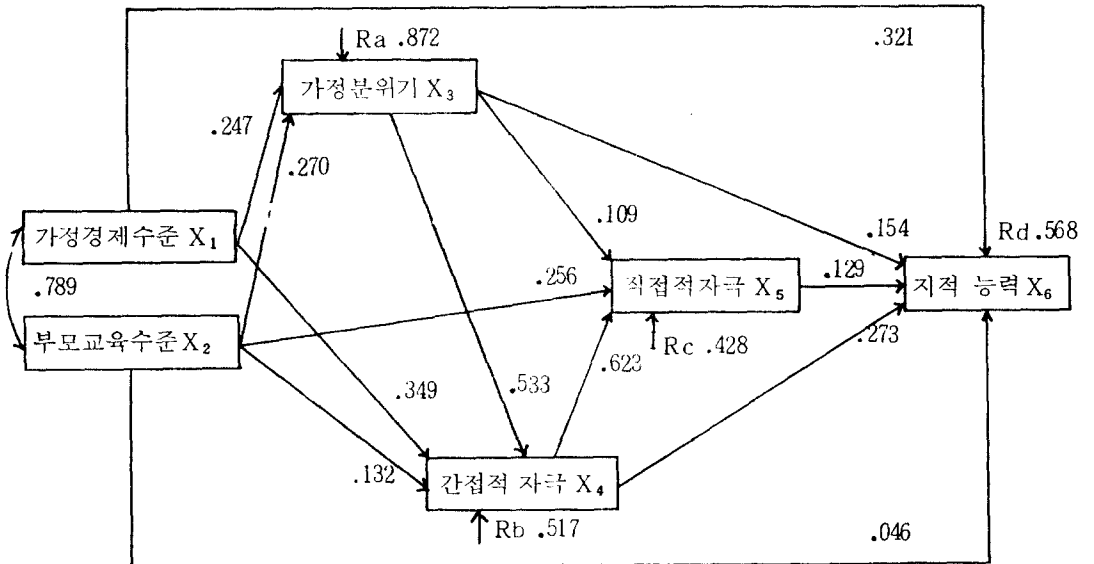 Ra .872
.321
가정분위기 X₃
.247
.270
.109
.154
Rd .568
가정경제수준 X₁
.789
.256
직접적자극 X₅
.129
지적 능력 X₆
부모교육수준 X₂
Rc .428
.273
.349
.533
.623
.132
간접적 자극 X₄
Rb .517
.046